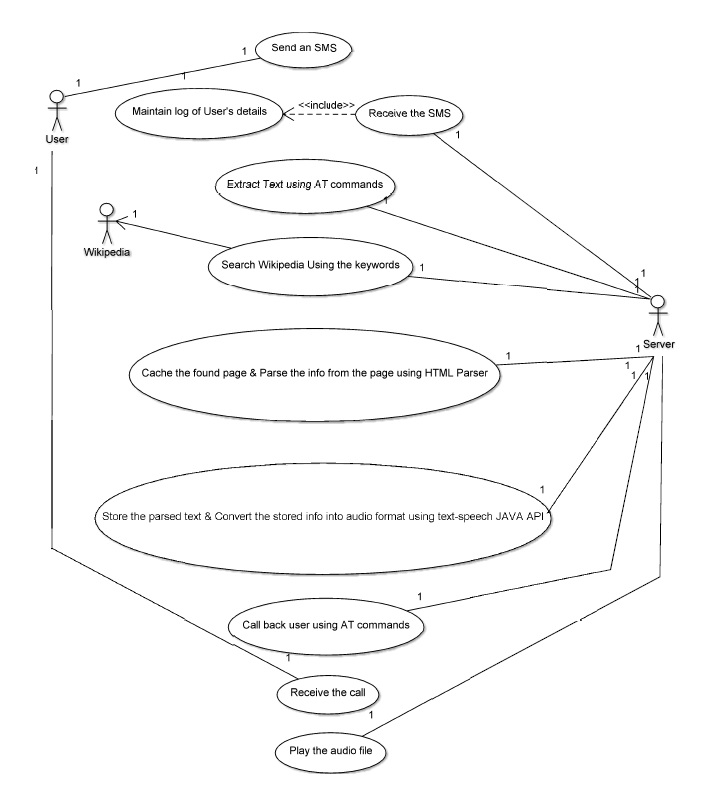 Send an SMS
1
1
1
Maintain log of User's details
<<include>>
Receive the SMS
User
1
1
Extract Text using AT commands
1
1
Wikipedia
Search Wikipedia Using the keywords
1
1
1
1
Server
1
1
1
1
1
Cache the found page & Parse the info from the page using HTML Parser
1
Store the parsed text & Convert the stored info into audio format using text-speech JAVA API
1
Call back user using AT commands
1
Receive the call
1
Play the audio file